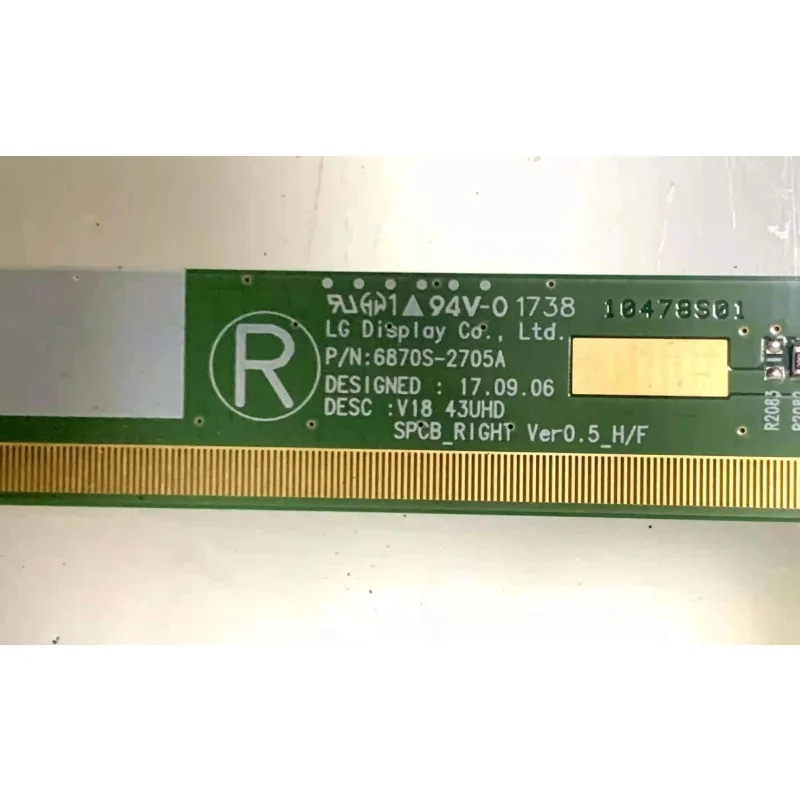 HW1▲94V-0 1738 10478S01
LG Display Co., Ltd.
R
P/N:6870S-2705A
DESIGNED : 17.09.06
DESC :V18 43UHD
SPCB_RIGHT Ver0.5_H/F
R2083